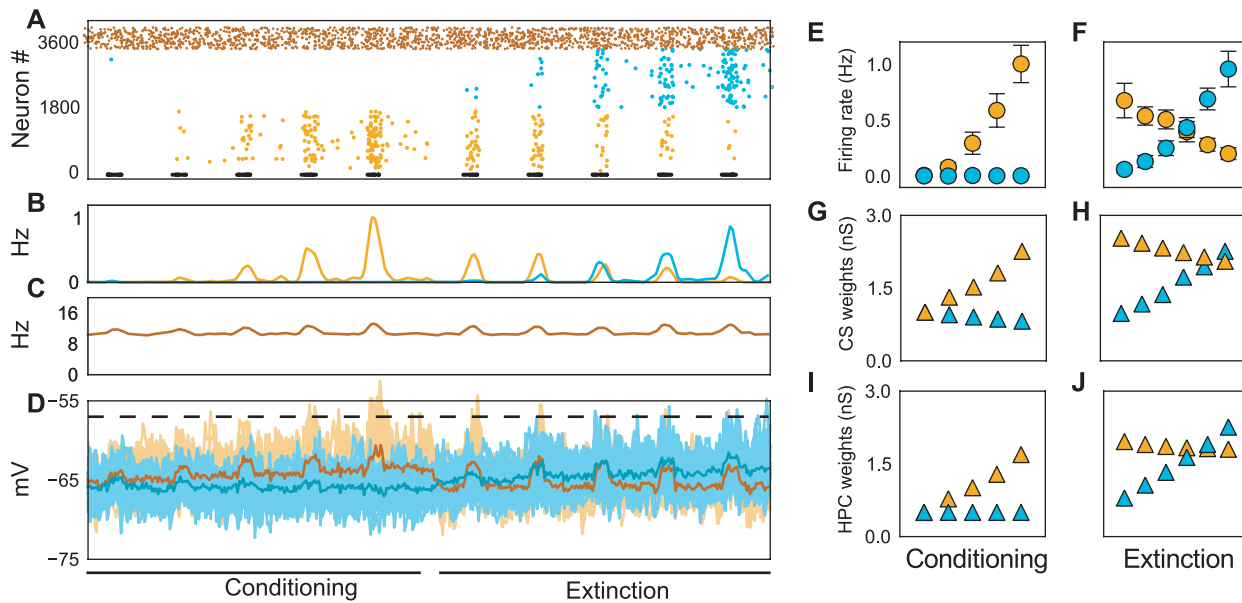 A
Neuron #
3600
1800
0
B
Hz
1
0
C
Hz
16
8
0
D
mV
−55
−65
−75
Conditioning
Extinction
E
Firing rate (Hz)
1.0
0.5
0.0
F
G
CS weights (nS)
3.0
1.5
0.0
H
I
HPC weights (nS)
3.0
1.5
0.0
J
Conditioning
Extinction